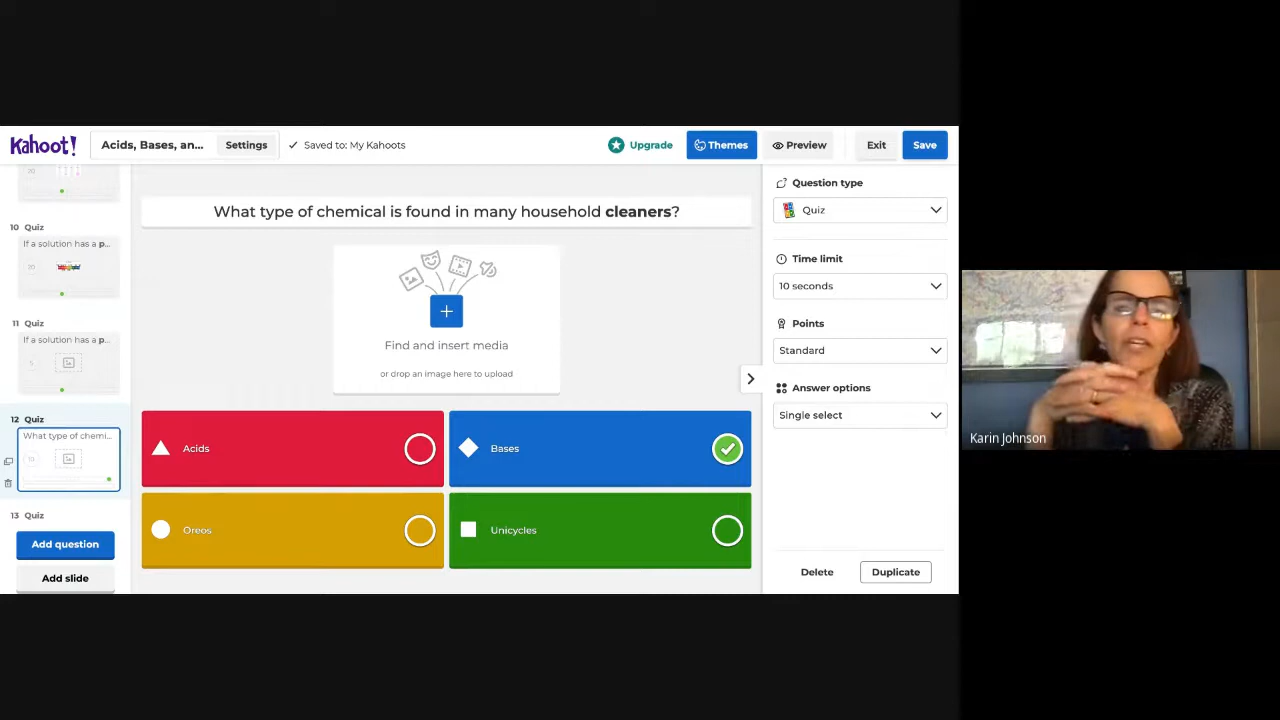 Kahoot!
Acids, Bases, an...
Settings
Saved to: My Kahoots
Upgrade
Themes
Preview
Exit
Save
10 Quiz
If a solution has a p...
11 Quiz
If a solution has a p...
5
12 Quiz
What type of chemi...
10
13 Quiz
Add question
Add slide
What type of chemical is found in many household cleaners?
Find and insert media
or drop an image here to upload
Acids
Bases
Oreos
Unicycles
Question type
Quiz
Time limit
10 seconds
Points
Standard
Answer options
Single select
Delete
Duplicate
Karin Johnson